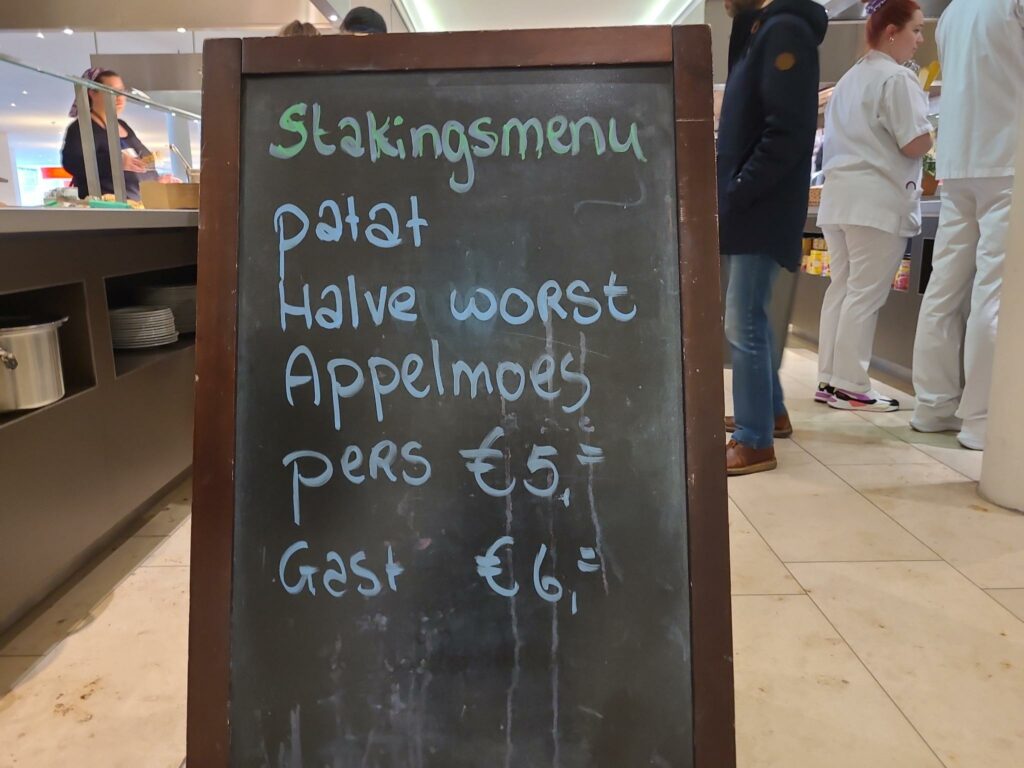 Stakingsmenu
patat
Halve worst
Appelmoes
pers €5,=
Gast €6,=